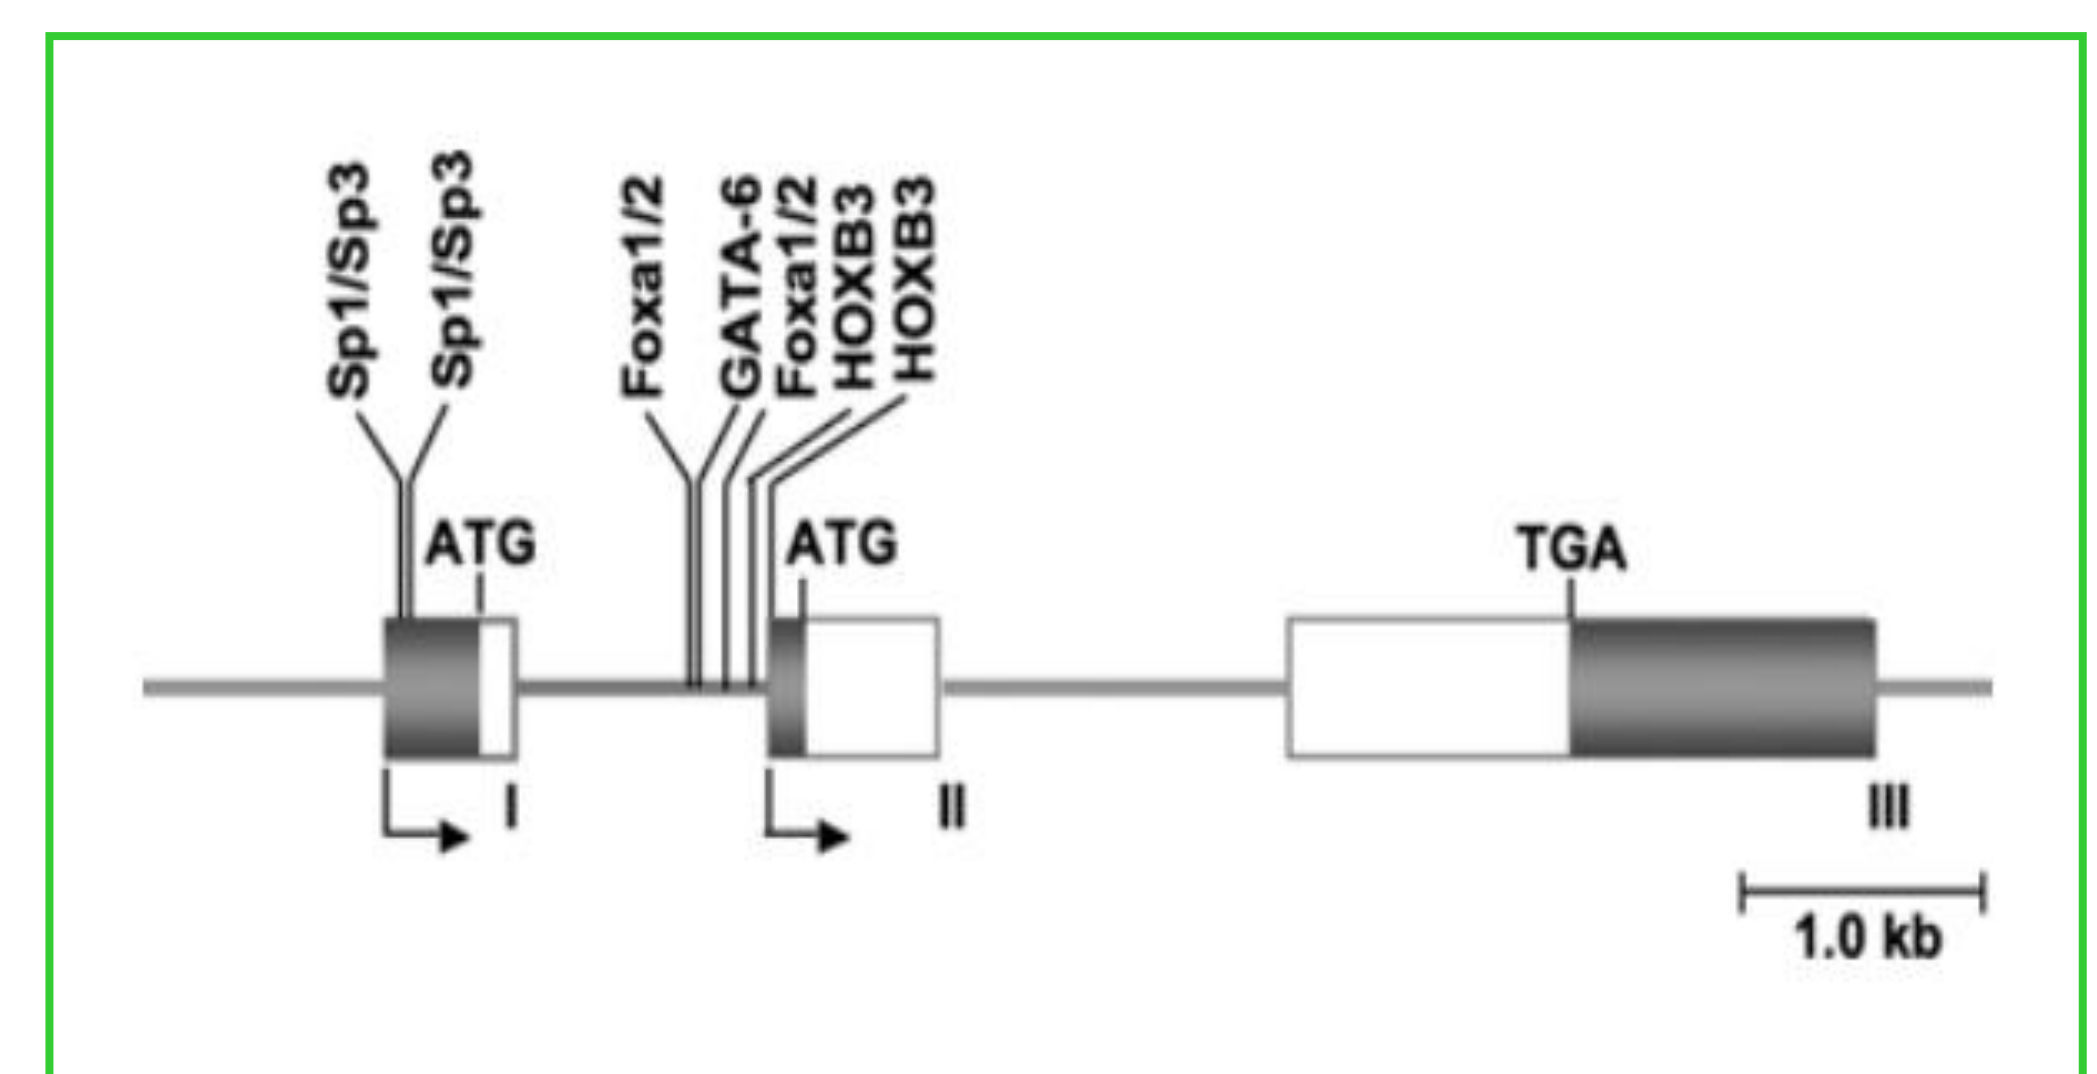 Sp1/Sp3
Sp1/Sp3
Foxa1/2
GATA-6
Foxa1/2
HOXB3
HOXB3
ATG
ATG
TGA
I
II
III
1.0 kb